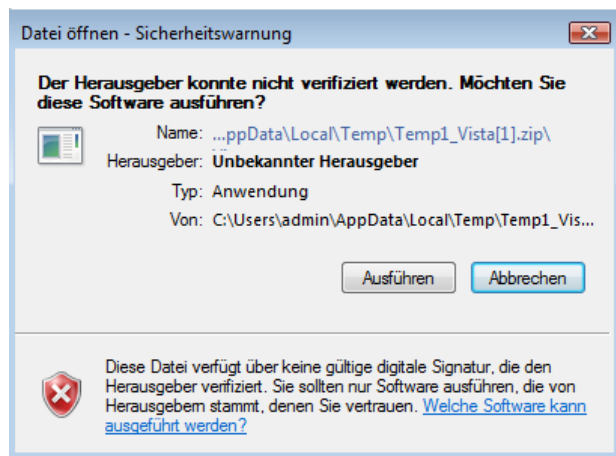 Datei öffnen - Sicherheitswarnung
Der Herausgeber konnte nicht verifiziert werden. Möchten Sie
diese Software ausführen?
Name: ...ppData\Local\Temp\Temp1_Vista[1].zip\
Herausgeber: Unbekannter Herausgeber
Typ: Anwendung
Von: C:\Users\admin\AppData\Local\Temp\Temp1_Vis...
Ausführen Abbrechen
Diese Datei verfügt über keine gültige digitale Signatur, die den
Herausgeber verifiziert. Sie sollten nur Software ausführen, die von
Herausgebern stammt, denen Sie vertrauen. Welche Software kann
ausgeführt werden?